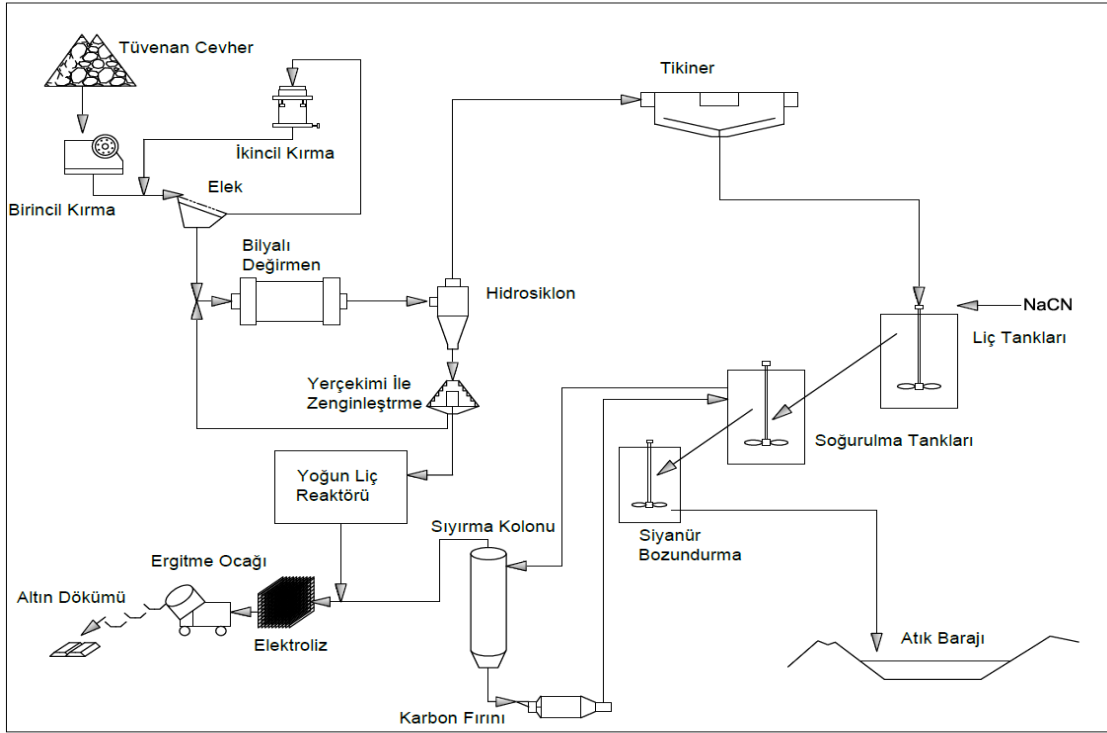 Tüvenan Cevher
Tikiner
İkincil Kırma
Elek
Birincil Kırma
Bilyalı
Değirmen
Hidrosiklon
NaCN
Liç Tankları
Yerçekimi İle
Zenginleştrme
Soğurulma Tankları
Yoğun Liç
Reaktörü
Sıyırma Kolonu
Siyanür
Bozundurma
Ergitme Ocağı
Altın Dökümü
Elektroliz
Atık Barajı
Karbon Fırını